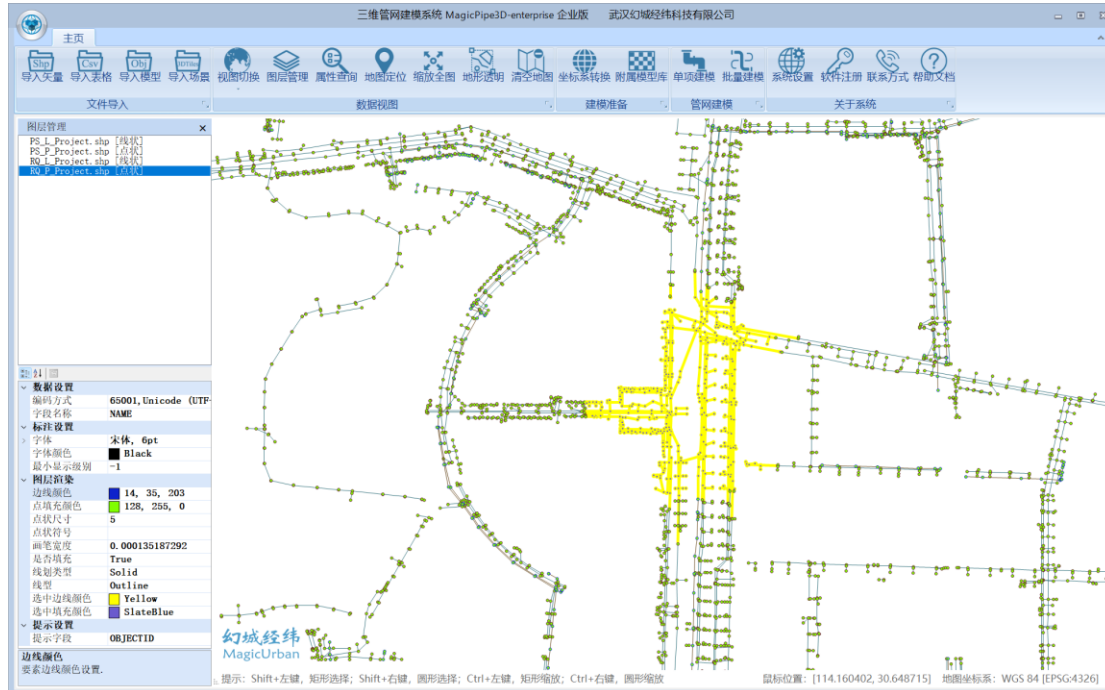 三维管网建模系统 MagicPipe3D-enterprise 企业版 武汉幻城经纬科技有限公司
主页
Shp Csv Obj 3DTiles
导入矢量 导入表格 导入模型 导入场景 视图切换 图层管理 属性查询 地图定位 缩放全图 地形透明 清空地图 坐标系转换 附属模型库 单项建模 批量建模 系统设置 软件注册 联系方式 帮助文档
文件导入 数据视图 建模准备 管网建模 关于系统
图层管理 x
PS_L_Project.shp [线状]
PS_P_Project.shp [点状]
RQ_L_Project.shp [线状]
RQ_P_Project.shp [点状]
数据设置
编码方式 65001,Unicode (UTF-
字段名称 NAME
标注设置
字体 宋体, 6pt
字体颜色 Black
最小显示级别 -1
图层渲染
边线颜色 14, 35, 203
点填充颜色 128, 255, 0
点状尺寸 5
点状符号
画笔宽度 0.000135187292
是否填充 True
线划类型 Solid
线型 Outline
选中边线颜色 Yellow
选中填充颜色 SlateBlue
提示设置
提示字段 OBJECTID
边线颜色
要素边线颜色设置.
幻城经纬
MagicUrban
提示: Shift+左键, 矩形选择; Shift+右键, 圆形选择; Ctrl+左键, 矩形缩放; Ctrl+右键, 圆形缩放 鼠标位置: [114.160402, 30.648715] 地图坐标系: WGS 84 [EPSG:4326]